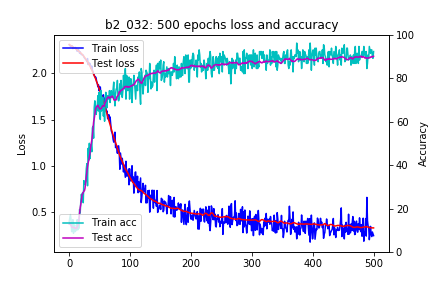 b2_032: 500 epochs loss and accuracy
Train loss
Test loss
Train acc
Test acc
Loss
2.0
1.5
1.0
0.5
Accuracy
100
80
60
40
20
0
0
100
200
300
400
500